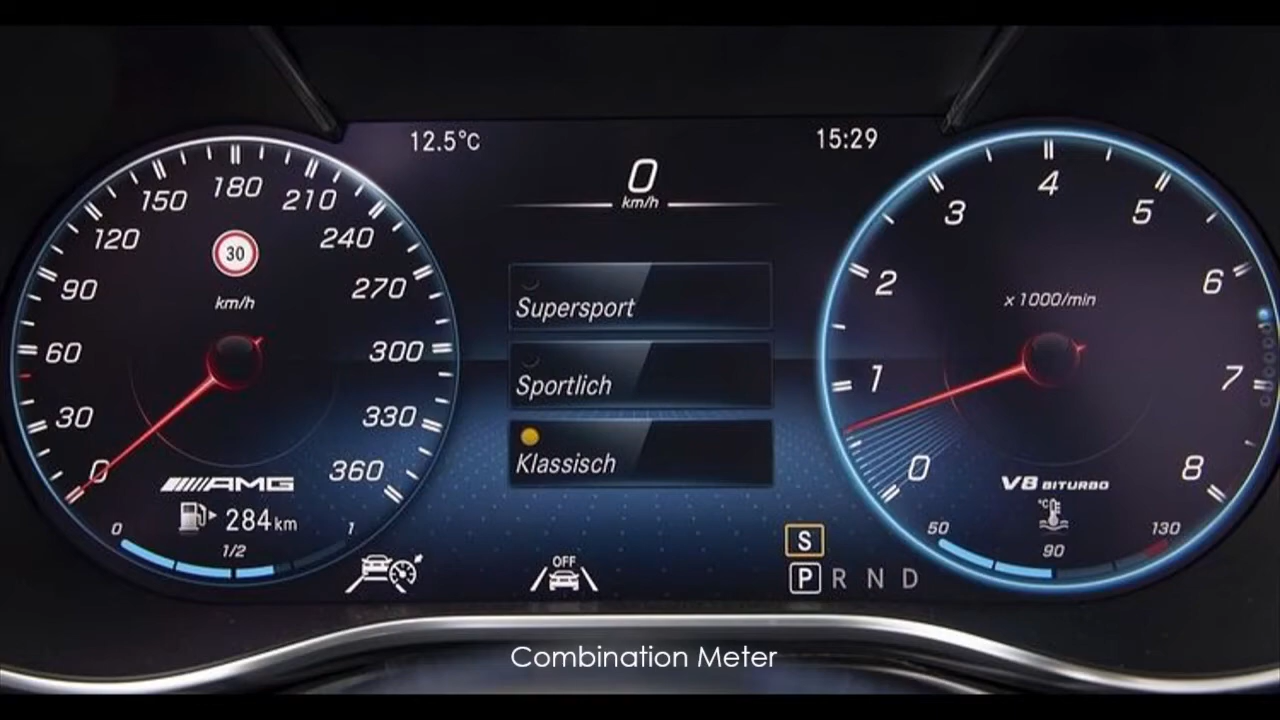 12.5°C
15:29
0
km/h
0
30
60
90
120
150
180
210
240
270
300
330
360
30
km/h
AMG
284 km
0
1/2
1
Supersport
Sportlich
Klassisch
OFF
S
P R N D
0
1
2
3
4
5
6
7
8
x 1000/min
V8 BITURBO
°C
50
90
130
Combination Meter